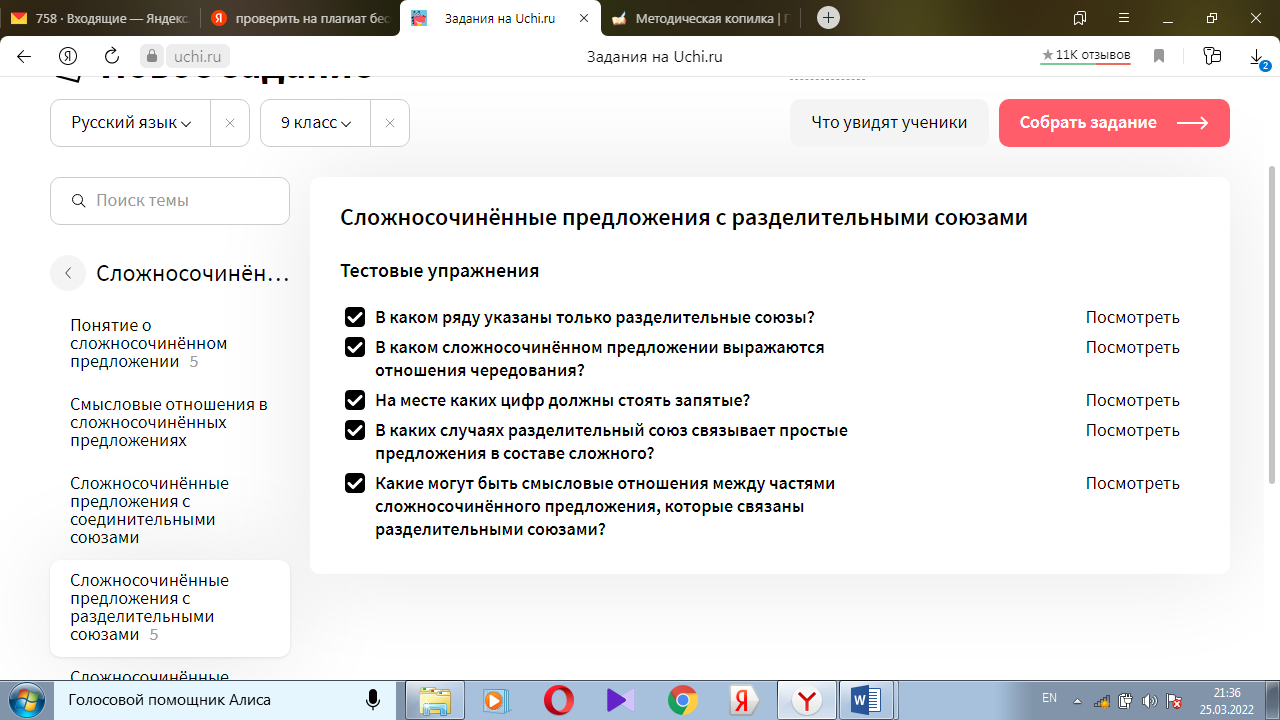 758 · Входящие — Яндекс
проверить на плагиат бес
Задания на Uchi.ru
Методическая копилка | П
uchi.ru
Задания на Uchi.ru
11К отзывов
2
Новое задание
Русский язык
9 класс
Что увидят ученики
Собрать задание
Поиск темы
Сложносочинён...
Понятие о
сложносочинённом
предложении 5
Смысловые отношения в
сложносочинённых
предложениях
Сложносочинённые
предложения с
соединительными
союзами
Сложносочинённые
предложения с
разделительными
союзами 5
Сложносочинённые
Сложносочинённые предложения с разделительными союзами
Тестовые упражнения
В каком ряду указаны только разделительные союзы? Посмотреть
В каком сложносочинённом предложении выражаются Посмотреть
отношения чередования?
На месте каких цифр должны стоять запятые? Посмотреть
В каких случаях разделительный союз связывает простые Посмотреть
предложения в составе сложного?
Какие могут быть смысловые отношения между частями Посмотреть
сложносочинённого предложения, которые связаны
разделительными союзами?
Голосовой помощник Алиса
EN
21:36
25.03.2022